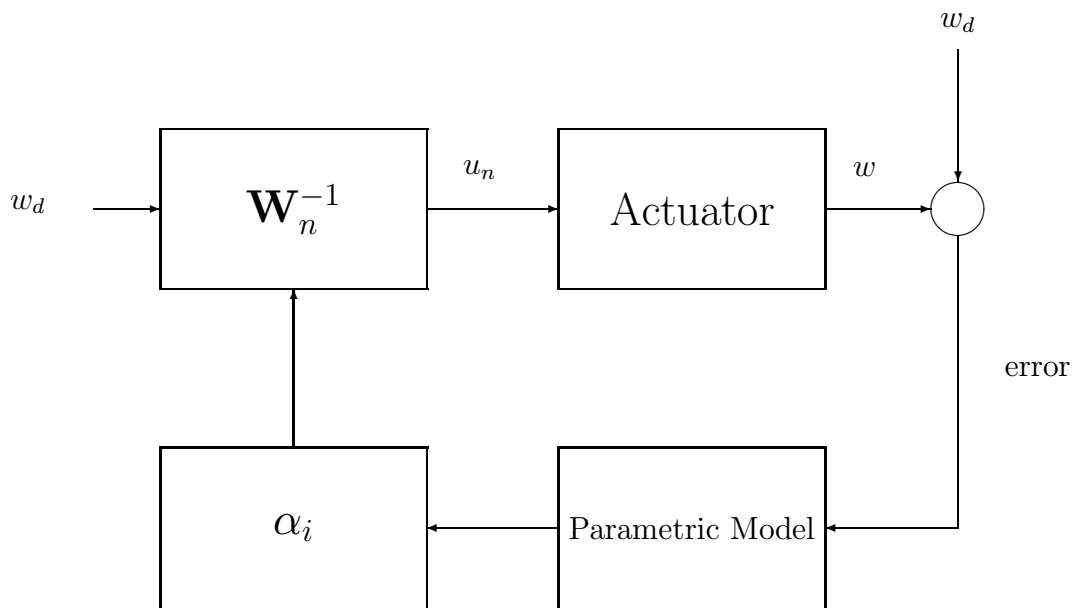 w_d
w_d
W_n^{-1}
u_n
Actuator
w
error
α_i
Parametric Model